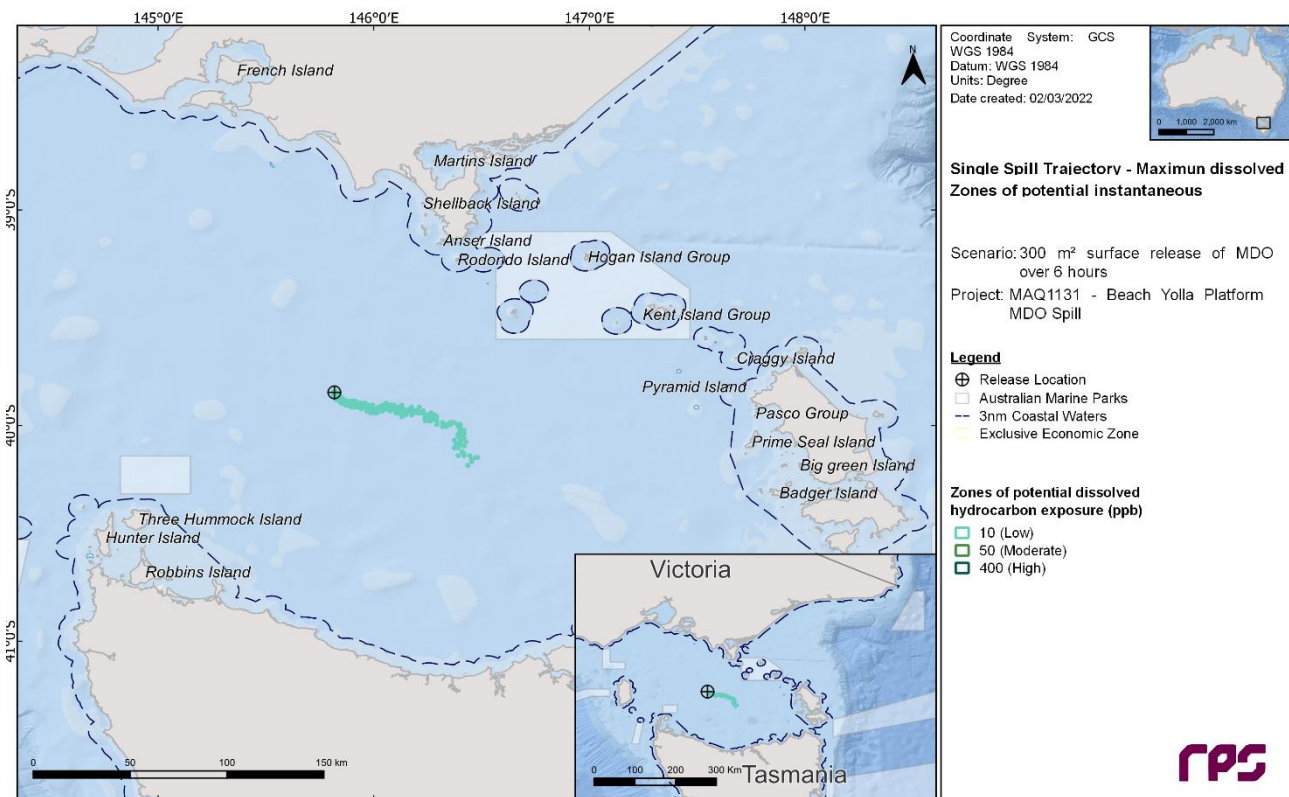 145°0'E 146°0'E 147°0'E 148°0'E
39°0'S
40°0'S
41°0'S
N
French Island
Martins Island
Shellback Island
Anser Island
Rodondo Island
Hogan Island Group
Kent Island Group
Craggy Island
Pyramid Island
Pasco Group
Prime Seal Island
Big green Island
Badger Island
Three Hummock Island
Hunter Island
Robbins Island
0 50 100 150 km
Victoria
Tasmania
0 100 200 300 Km
Coordinate System: GCS
WGS 1984
Datum: WGS 1984
Units: Degree
Date created: 02/03/2022
0 1,000 2,000 km
Single Spill Trajectory - Maximun dissolved
Zones of potential instantaneous
Scenario: 300 m² surface release of MDO
over 6 hours
Project: MAQ1131 - Beach Yolla Platform
MDO Spill
Legend
Release Location
Australian Marine Parks
3nm Coastal Waters
Exclusive Economic Zone
Zones of potential dissolved
hydrocarbon exposure (ppb)
10 (Low)
50 (Moderate)
400 (High)
rps